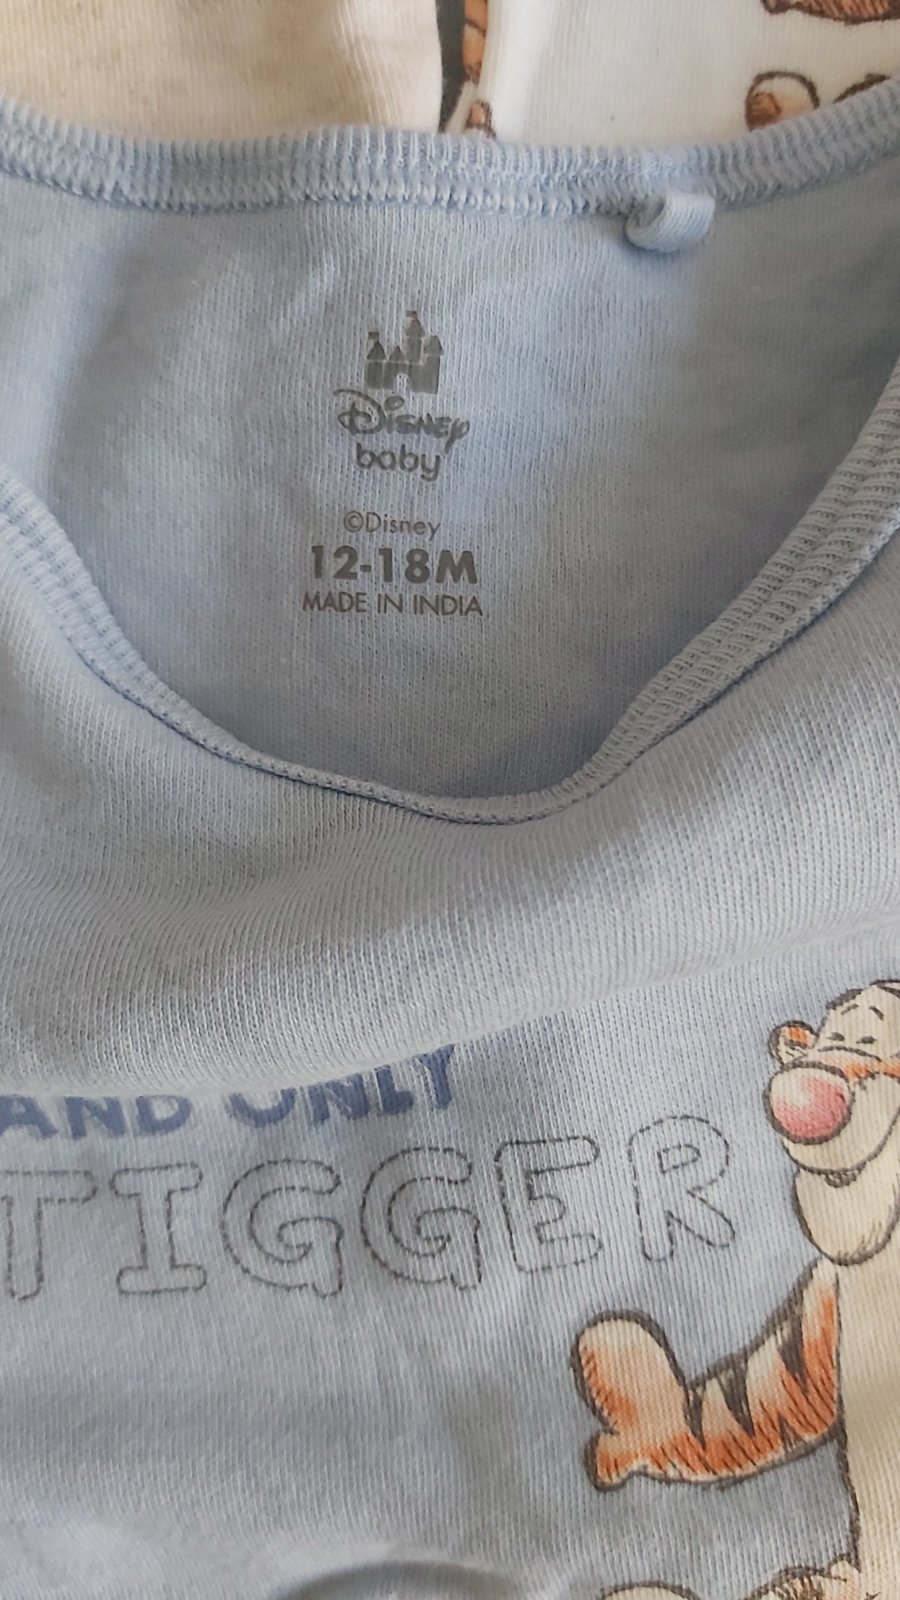 Disney
baby
©Disney
12-18M
MADE IN INDIA
AND ONLY
TIGGER